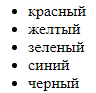 • красный
• желтый
• зеленый
• синий
• черный